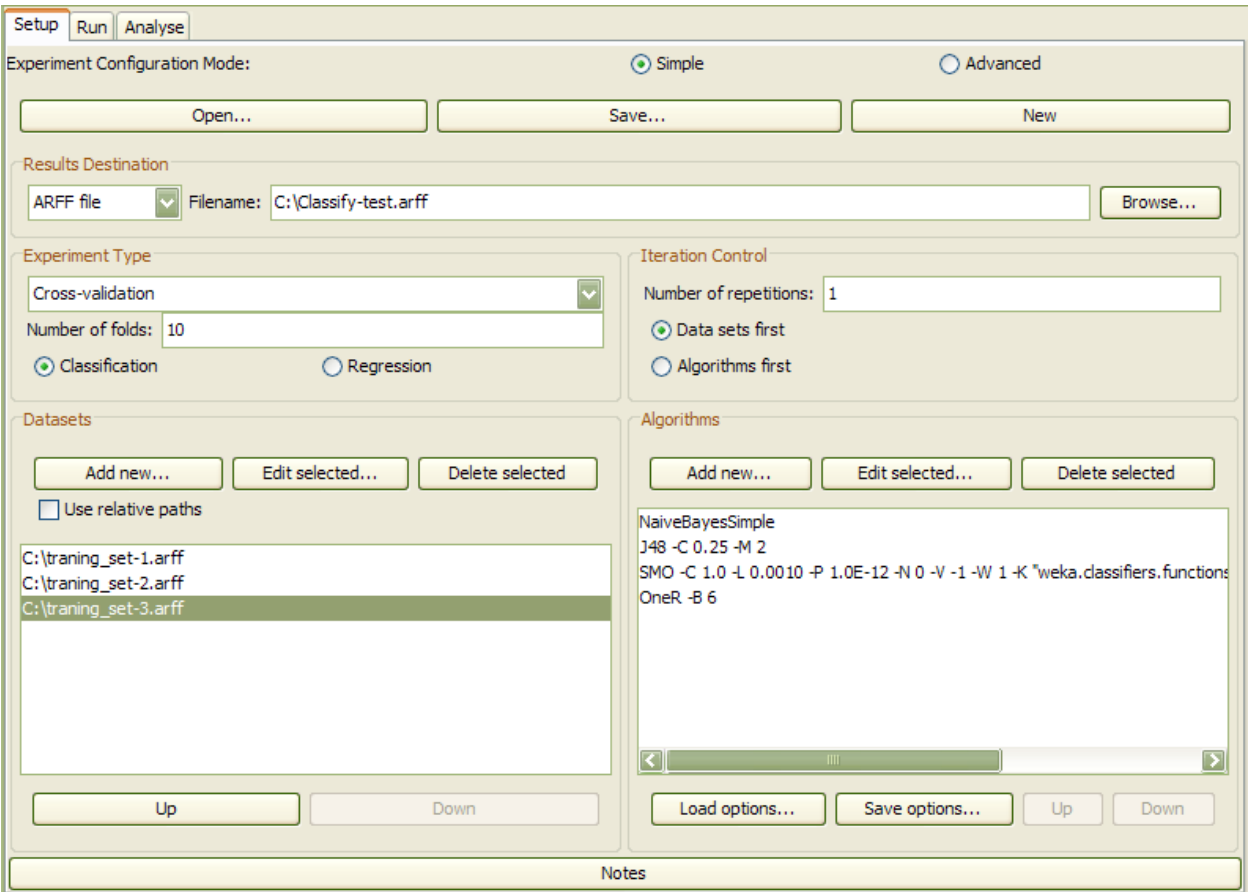 Setup Run Analyse
Experiment Configuration Mode: Simple Advanced
Open... Save... New
Results Destination
ARFF file Filename: C:\Classify-test.arff Browse...
Experiment Type
Cross-validation
Number of folds: 10
Classification Regression
Iteration Control
Number of repetitions: 1
Data sets first
Algorithms first
Datasets
Add new... Edit selected... Delete selected
Use relative paths
C:\traning_set-1.arff
C:\traning_set-2.arff
C:\traning_set-3.arff
Up Down
Algorithms
Add new... Edit selected... Delete selected
NaiveBayesSimple
J48 -C 0.25 -M 2
SMO -C 1.0 -L 0.0010 -P 1.0E-12 -N 0 -V -1 -W 1 -K "weka.classifiers.functions
OneR -B 6
Load options... Save options... Up Down
Notes